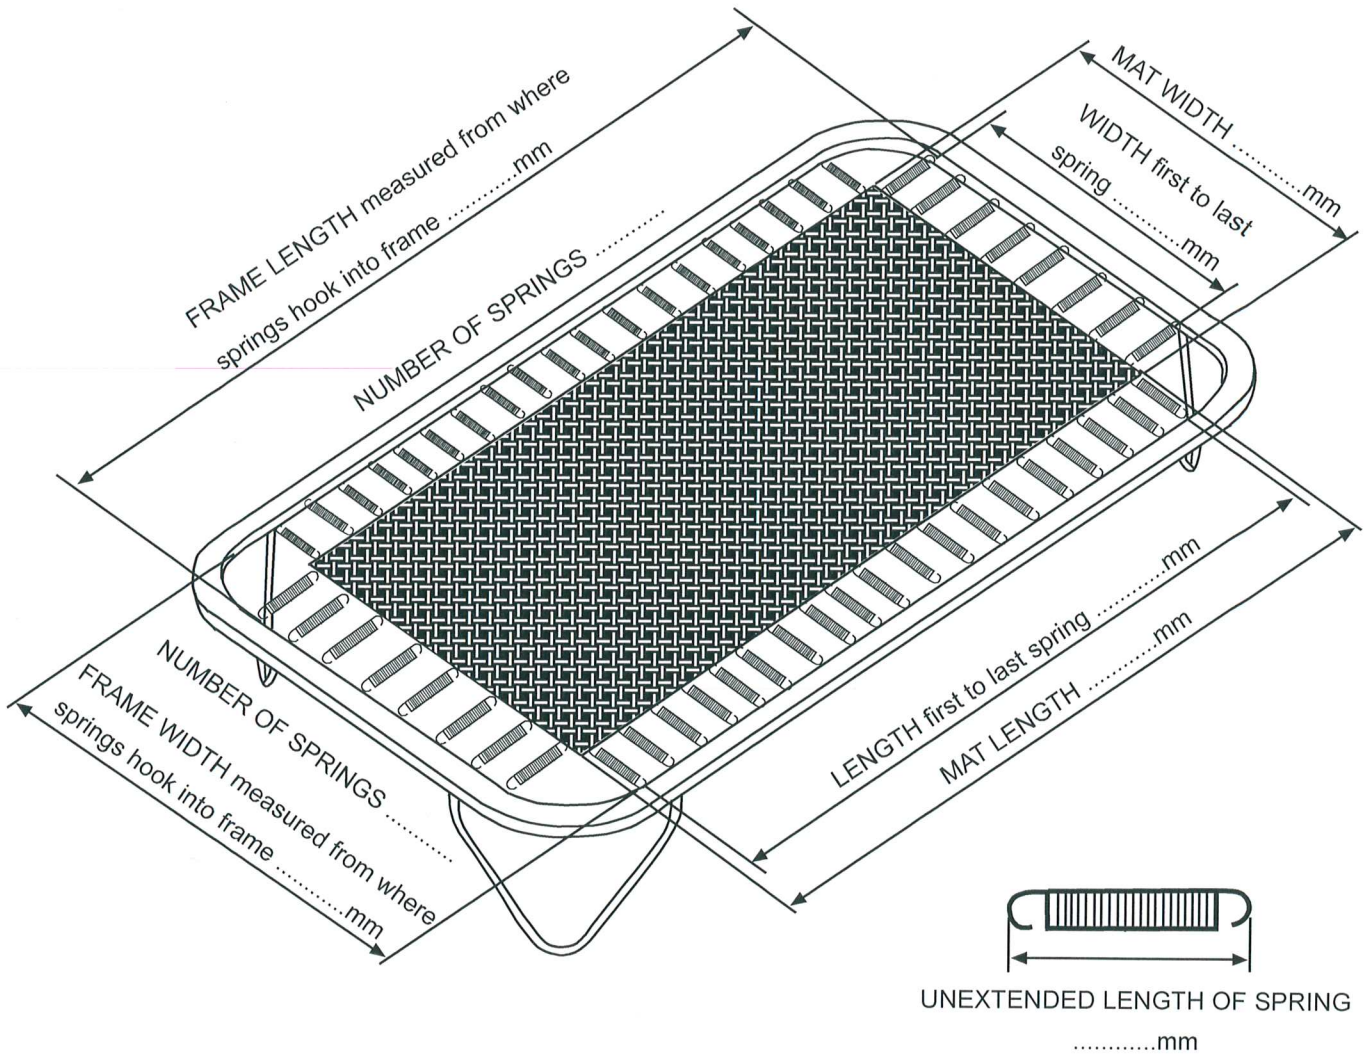 FRAME LENGTH measured from where
springs hook into frame ............mm
NUMBER OF SPRINGS ..........
MAT WIDTH ............mm
WIDTH first to last
spring ............mm
NUMBER OF SPRINGS ..........
FRAME WIDTH measured from where
springs hook into frame ............mm
LENGTH first to last spring ............mm
MAT LENGTH ............mm
UNEXTENDED LENGTH OF SPRING
............mm